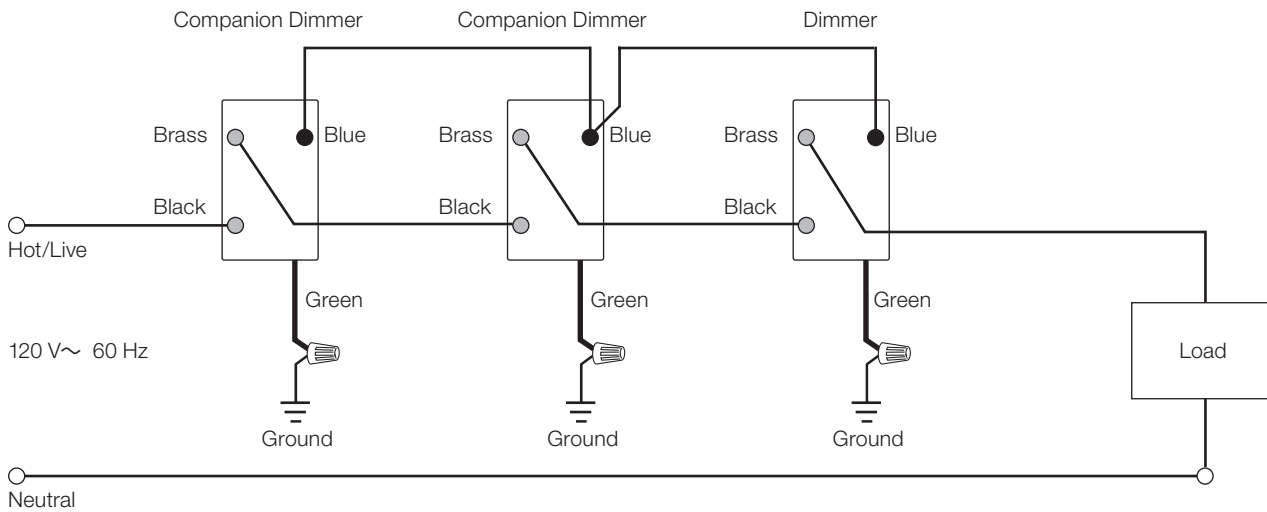 Companion Dimmer
Companion Dimmer
Dimmer
Brass
Blue
Brass
Blue
Brass
Blue
Black
Black
Black
Hot/Live
Green
Green
Green
120 V~ 60 Hz
Load
Ground
Ground
Ground
Neutral